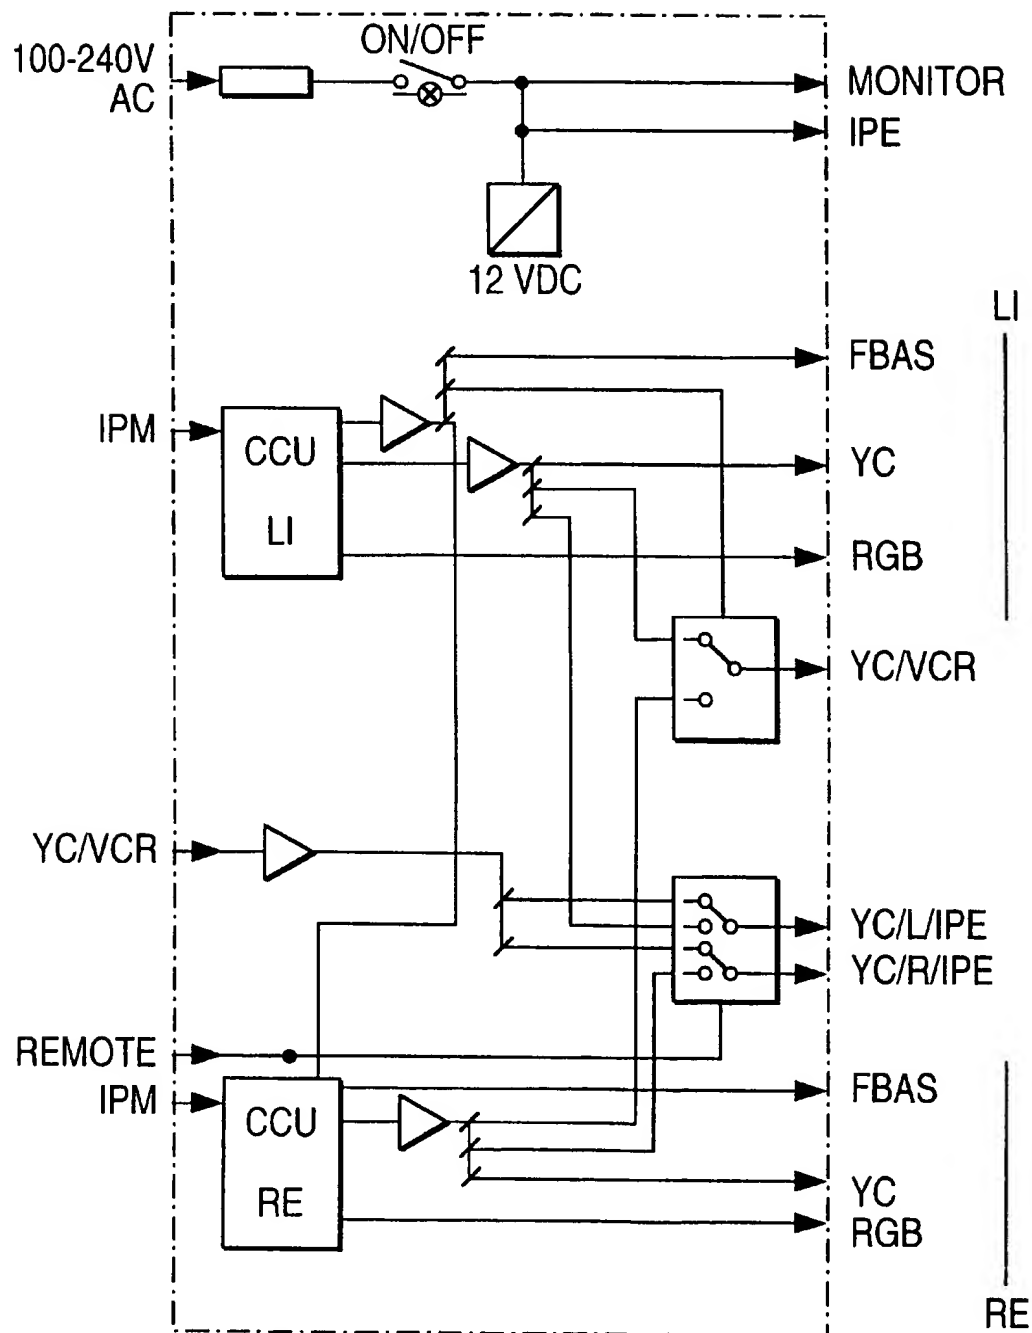 ON/OFF
100-240V
AC
MONITOR
IPE
12 VDC
LI
FBAS
IPM
CCU
LI
YC
RGB
YC/VCR
YC/VCR
YC/L/IPE
YC/R/IPE
REMOTE
IPM
CCU
RE
FBAS
YC
RGB
RE